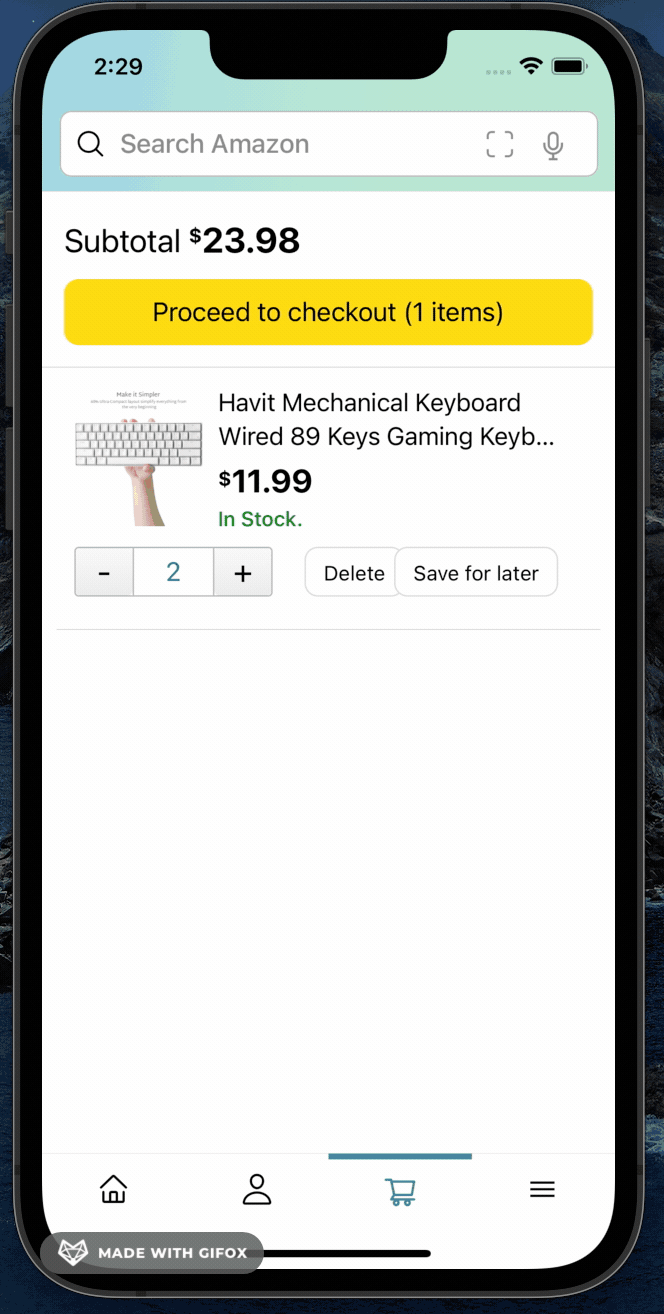 2:29
Search Amazon
Subtotal $23.98
Proceed to checkout (1 items)
Make it Simpler
Havit Mechanical Keyboard
Wired 89 Keys Gaming Keyb...
$11.99
In Stock.
- 2 +
Delete
Save for later
MADE WITH GIFOX